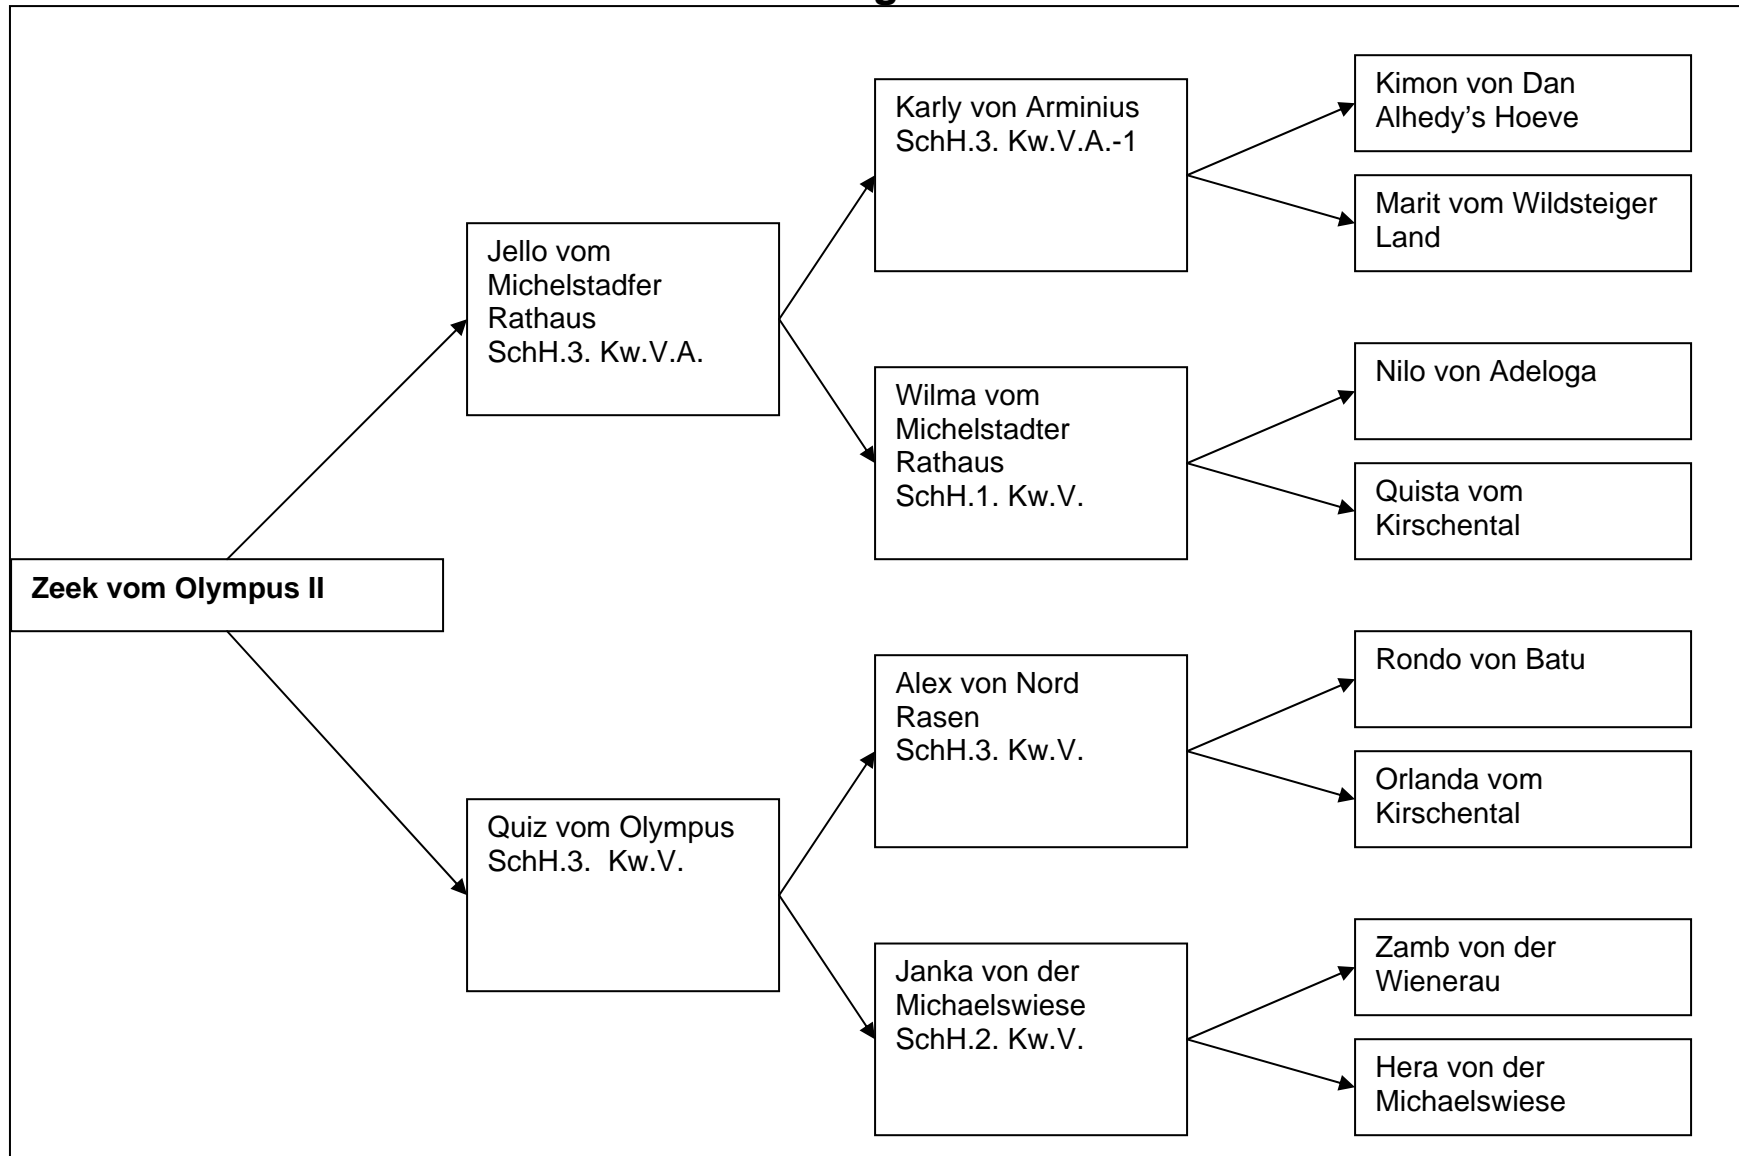 Karly von Arminius
SchH.3. Kw.V.A.-1
Kimon von Dan
Alhedy’s Hoeve
Marit vom Wildsteiger
Land
Jello vom
Michelstadfer
Rathaus
SchH.3. Kw.V.A.
Wilma vom
Michelstadter
Rathaus
SchH.1. Kw.V.
Nilo von Adeloga
Quista vom
Kirschental
Zeek vom Olympus II
Alex von Nord
Rasen
SchH.3. Kw.V.
Rondo von Batu
Orlanda vom
Kirschental
Quiz vom Olympus
SchH.3.  Kw.V.
Janka von der
Michaelswiese
SchH.2. Kw.V.
Zamb von der
Wienerau
Hera von der
Michaelswiese